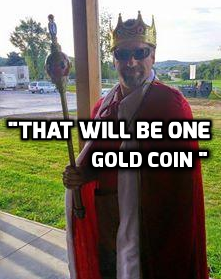 "THAT WILL BE ONE
GOLD COIN "